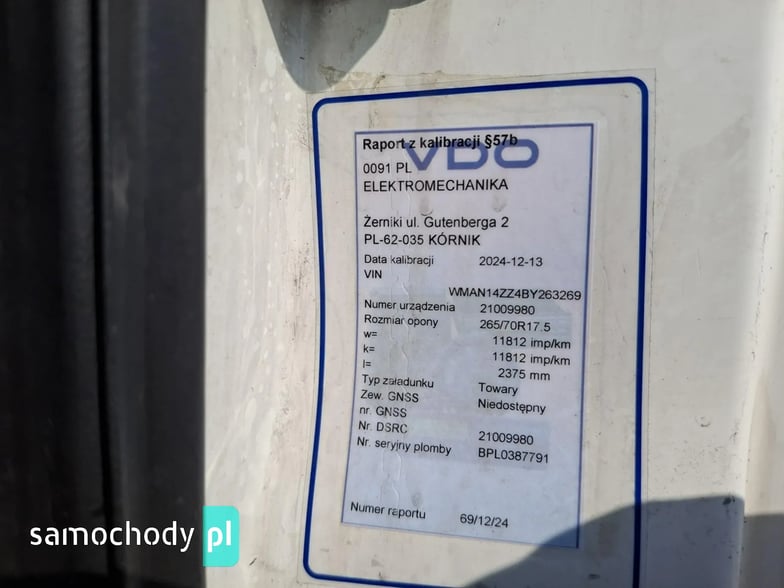 Raport z kalibracji §57b
VDO
0091 PL
ELEKTROMECHANIKA
Żerniki ul. Gutenberga 2
PL-62-035 KÓRNIK
Data kalibracji 2024-12-13
VIN
WMAN14ZZ4BY263269
Numer urządzenia 21009980
Rozmiar opony 265/70R17.5
w= 11812 imp/km
k= 11812 imp/km
l= 2375 mm
Typ załadunku Towary
Zew. GNSS Niedostępny
nr. GNSS
Nr. DSRC 21009980
Nr. seryjny plomby BPL0387791
Numer raportu 69/12/24
samochody pl